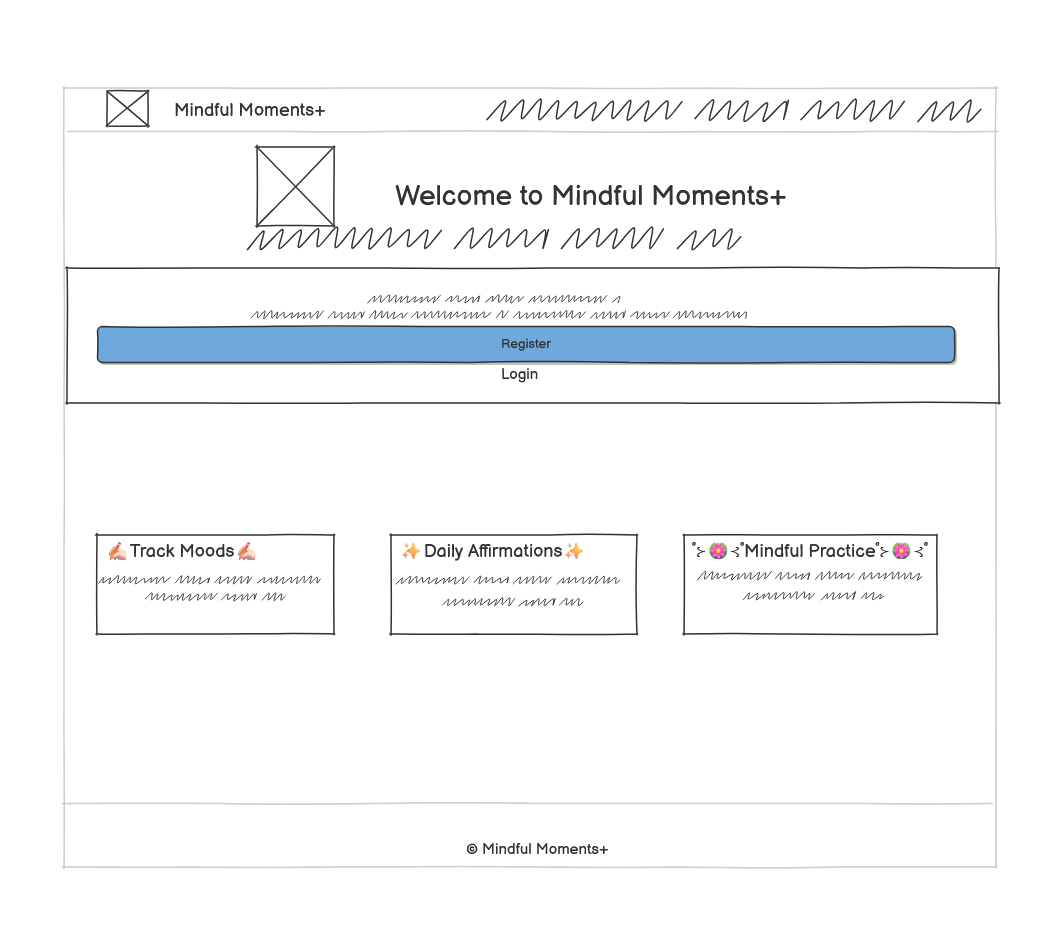 Mindful Moments+
Welcome to Mindful Moments+
Register
Login
✍🏻Track Moods✍🏻
✨Daily Affirmations✨
˚⊱🌸⊰˚Mindful Practice˚⊱🌸⊰˚
© Mindful Moments+